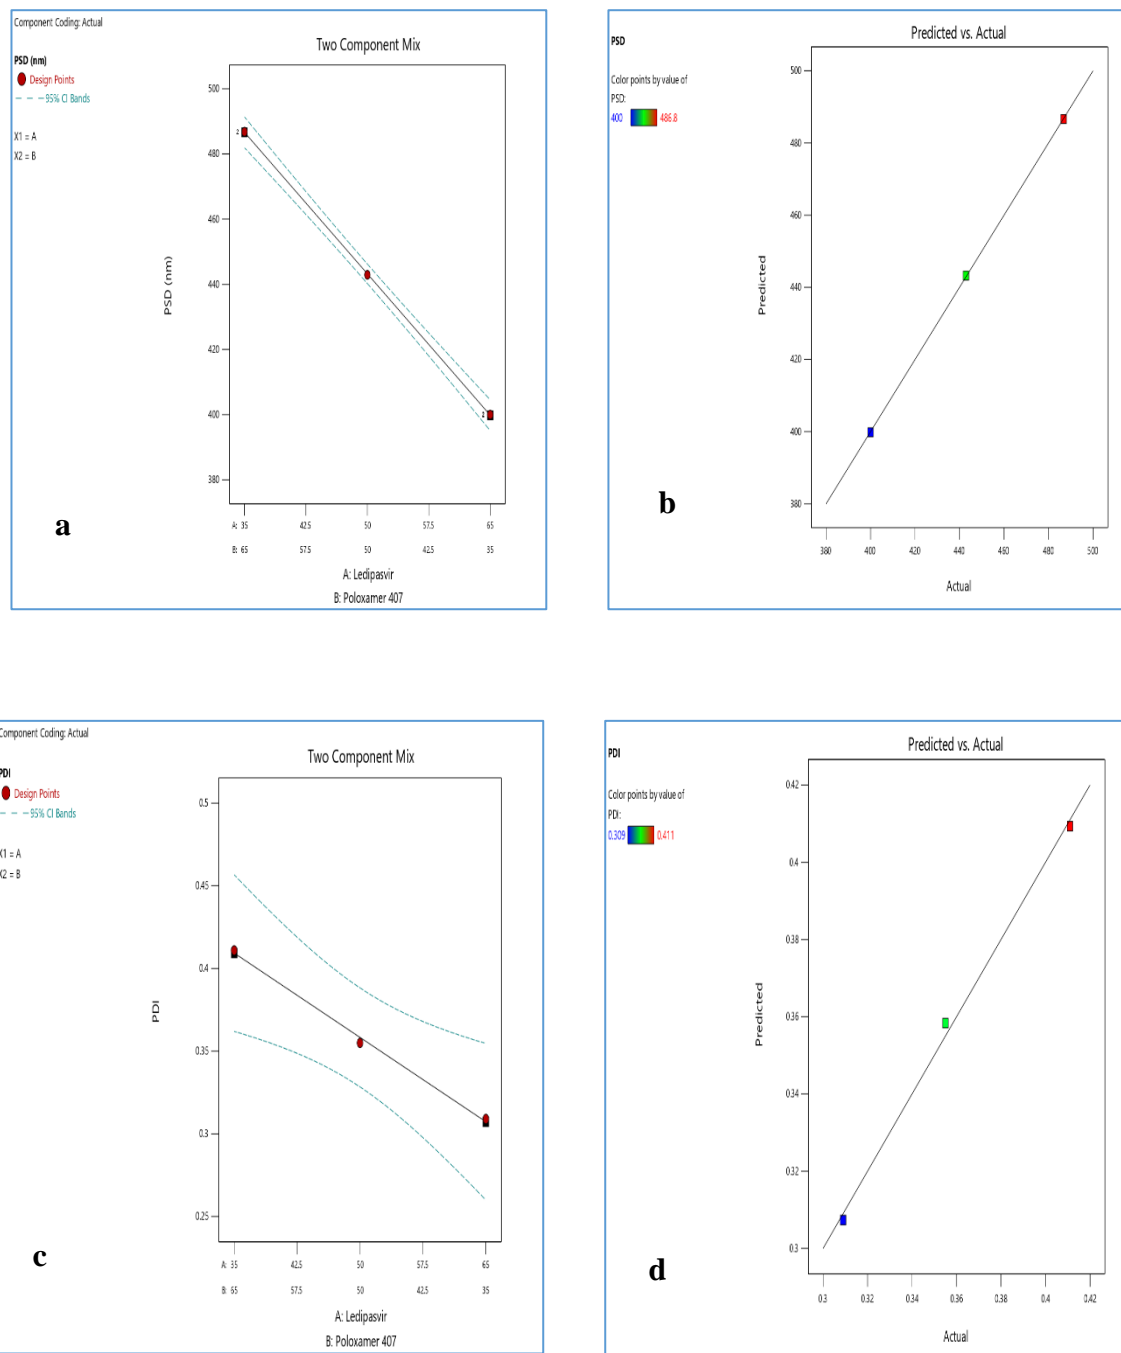 Component Coding: Actual
Two Component Mix
PSD (nm)
Design Points
95% CI Bands
X1 = A
X2 = B
500
480
460
440
420
400
380
PSD (nm)
2
2
A: 35 42.5 50 57.5 65
B: 65 57.5 50 42.5 35
A: Ledipasvir
B: Poloxamer 407
a
Predicted vs. Actual
PSD
Color points by value of
PSD:
400 486.8
500
480
460
440
420
400
380
Predicted
380 400 420 440 460 480 500
Actual
b
Component Coding: Actual
Two Component Mix
PDI
Design Points
95% CI Bands
X1 = A
X2 = B
0.5
0.45
0.4
0.35
0.3
0.25
PDI
A: 35 42.5 50 57.5 65
B: 65 57.5 50 42.5 35
A: Ledipasvir
B: Poloxamer 407
c
Predicted vs. Actual
PDI
Color points by value of
PDI:
0.309 0.411
0.42
0.4
0.38
0.36
0.34
0.32
0.3
Predicted
0.3 0.32 0.34 0.36 0.38 0.4 0.42
Actual
d